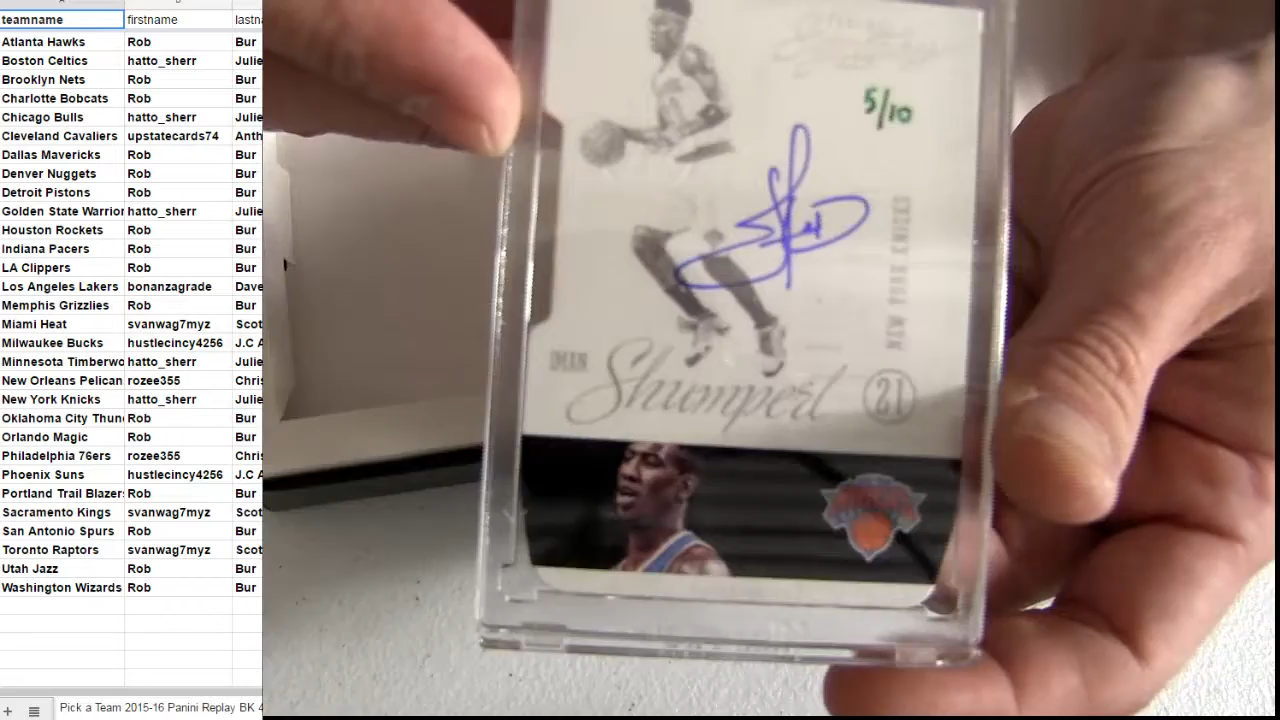 teamname firstname lastn
Atlanta Hawks Rob Bur
Boston Celtics hatto_sherr Julie
Brooklyn Nets Rob Bur
Charlotte Bobcats Rob Bur
Chicago Bulls hatto_sherr Julie
Cleveland Cavaliers upstatecards74 Anth
Dallas Mavericks Rob Bur
Denver Nuggets Rob Bur
Detroit Pistons Rob Bur
Golden State Warrior hatto_sherr Julie
Houston Rockets Rob Bur
Indiana Pacers Rob Bur
LA Clippers Rob Bur
Los Angeles Lakers bonanzagrade Dave
Memphis Grizzlies Rob Bur
Miami Heat svanwag7myz Scot
Milwaukee Bucks hustlecincy4256 J.C A
Minnesota Timberwo hatto_sherr Julie
New Orleans Pelican rozee355 Chris
New York Knicks hatto_sherr Julie
Oklahoma City Thun Rob Bur
Orlando Magic Rob Bur
Philadelphia 76ers rozee355 Chris
Phoenix Suns hustlecincy4256 J.C A
Portland Trail Blazer Rob Bur
Sacramento Kings svanwag7myz Scot
San Antonio Spurs Rob Bur
Toronto Raptors svanwag7myz Scot
Utah Jazz Rob Bur
Washington Wizards Rob Bur
Pick a Team 2015-16 Panini Replay BK 4
5/10
NEW YORK KNICKS
IMAN
Shumpert
21